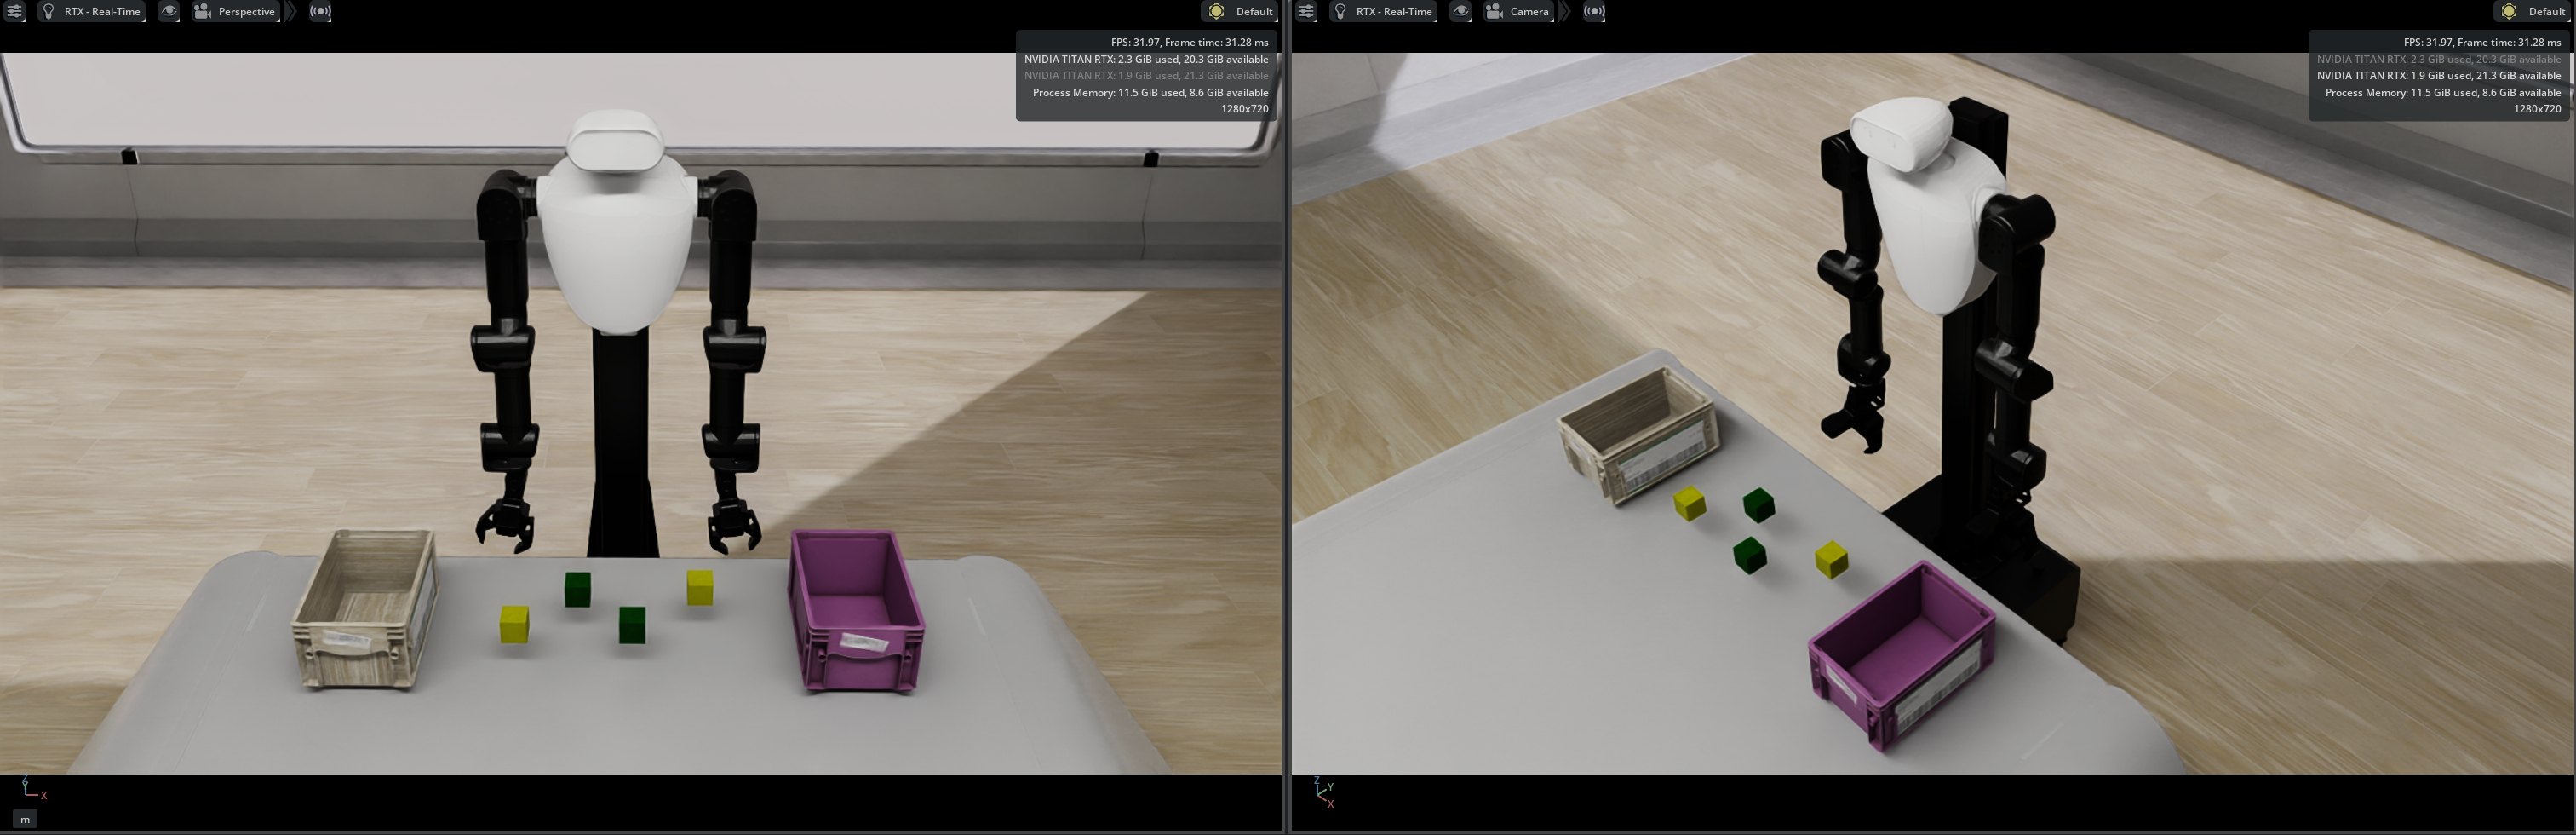 RTX - Real-Time
Perspective
Default
FPS: 31.97, Frame time: 31.28 ms
NVIDIA TITAN RTX: 2.3 GiB used, 20.3 GiB available
NVIDIA TITAN RTX: 1.9 GiB used, 21.3 GiB available
Process Memory: 11.5 GiB used, 8.6 GiB available
1280x720
Z
X
m
RTX - Real-Time
Camera
Default
FPS: 31.97, Frame time: 31.28 ms
NVIDIA TITAN RTX: 2.3 GiB used, 20.3 GiB available
NVIDIA TITAN RTX: 1.9 GiB used, 21.3 GiB available
Process Memory: 11.5 GiB used, 8.6 GiB available
1280x720
Z
Y
X